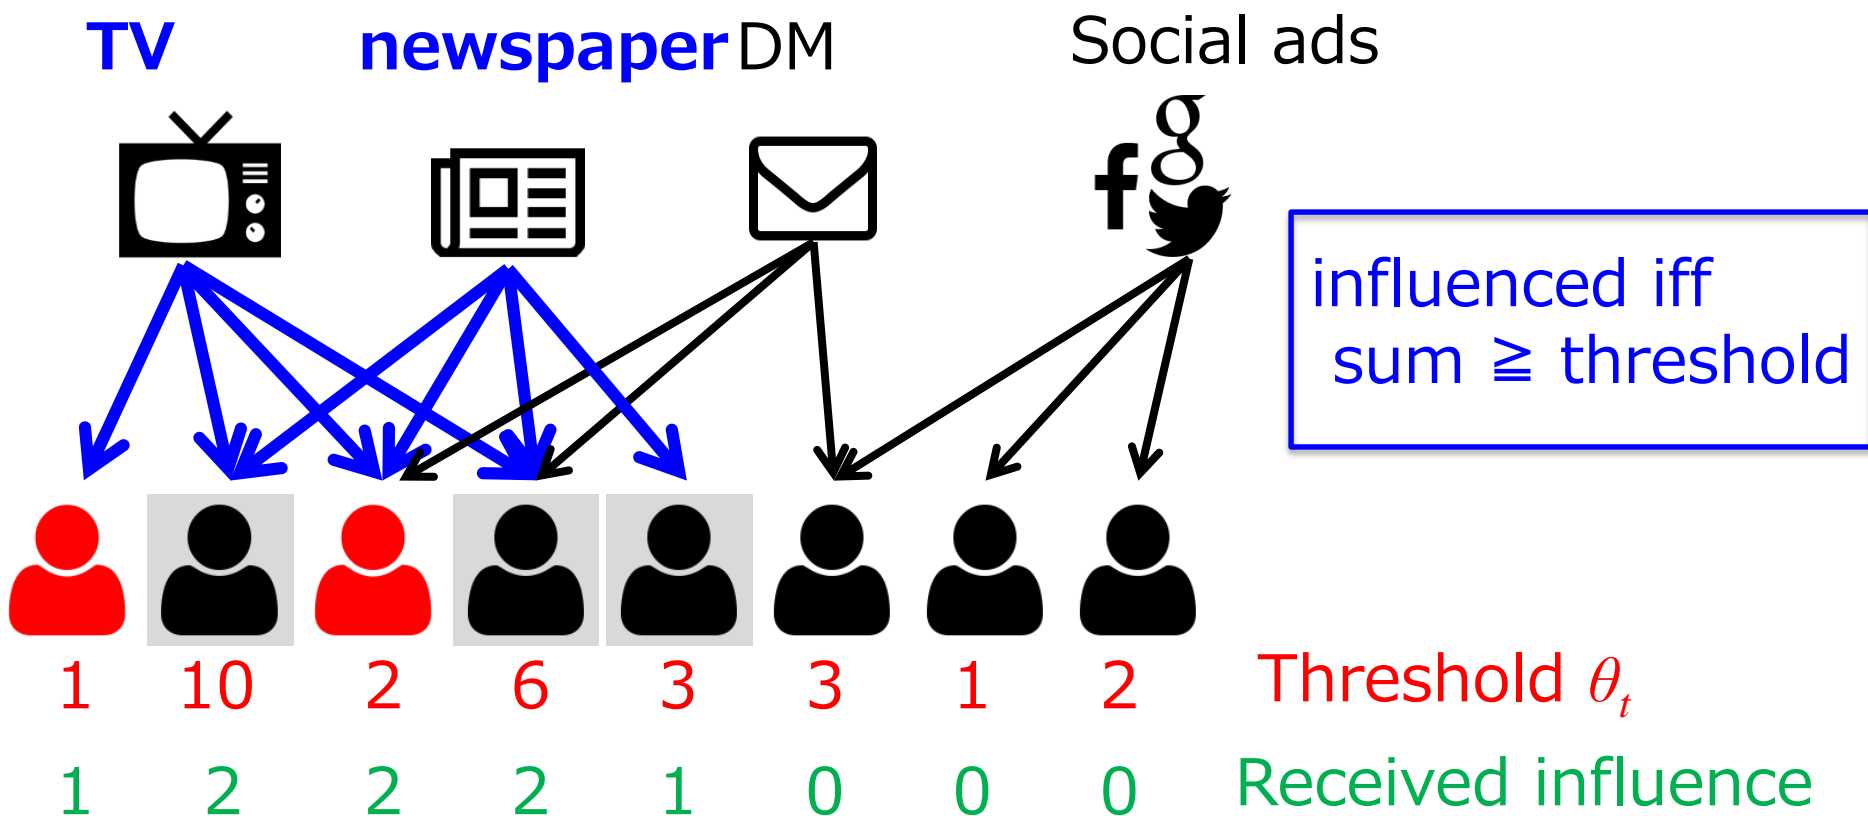 TV newspaper DM Social ads
influenced iff
sum ≧ threshold
1 10 2 6 3 3 1 2 Threshold θt
1 2 2 2 1 0 0 0 Received influence